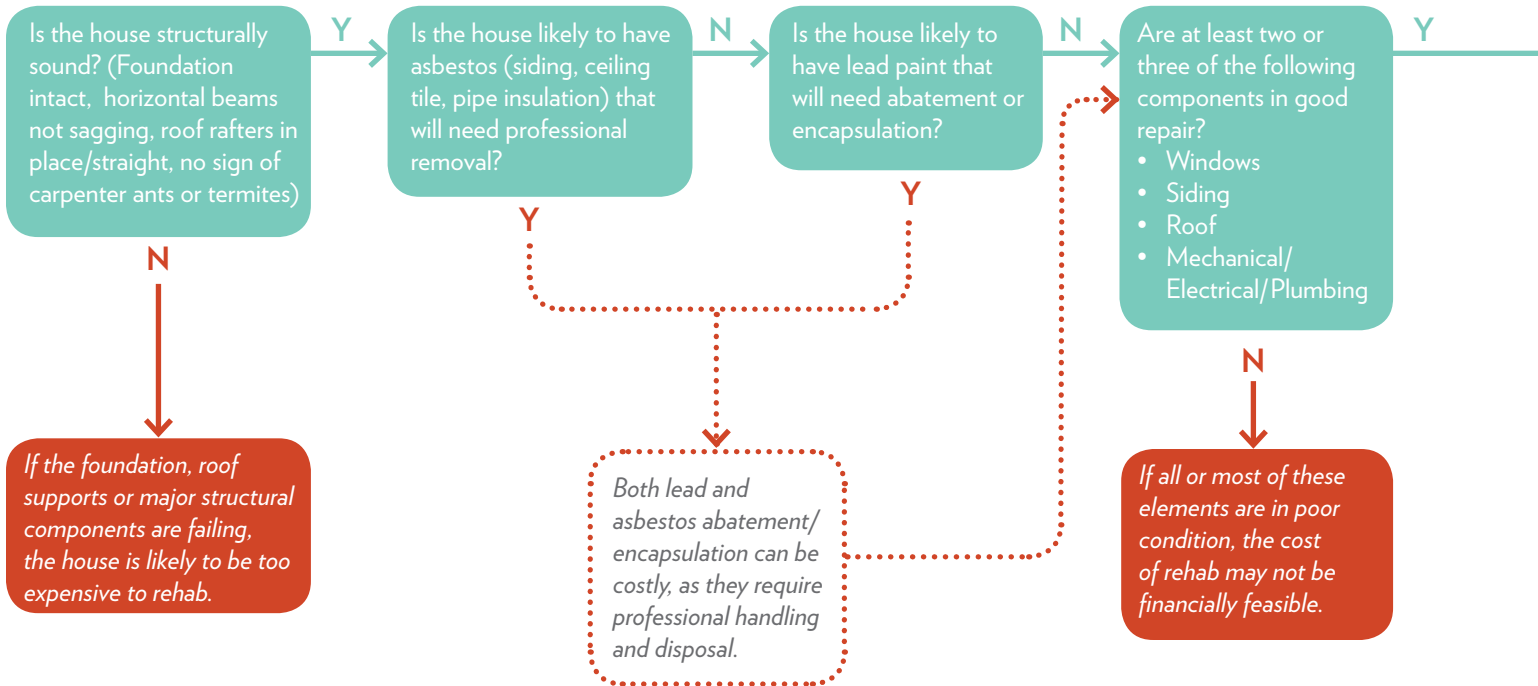 Is the house structurally
sound? (Foundation
intact, horizontal beams
not sagging, roof rafters in
place/straight, no sign of
carpenter ants or termites)
Y
N
If the foundation, roof
supports or major structural
components are failing,
the house is likely to be too
expensive to rehab.
Is the house likely to have
asbestos (siding, ceiling
tile, pipe insulation) that
will need professional
removal?
N
Y
Is the house likely to
have lead paint that
will need abatement or
encapsulation?
N
Y
Both lead and
asbestos abatement/
encapsulation can be
costly, as they require
professional handling
and disposal.
Are at least two or
three of the following
components in good
repair?
• Windows
• Siding
• Roof
• Mechanical/
Electrical/Plumbing
Y
N
If all or most of these
elements are in poor
condition, the cost
of rehab may not be
financially feasible.